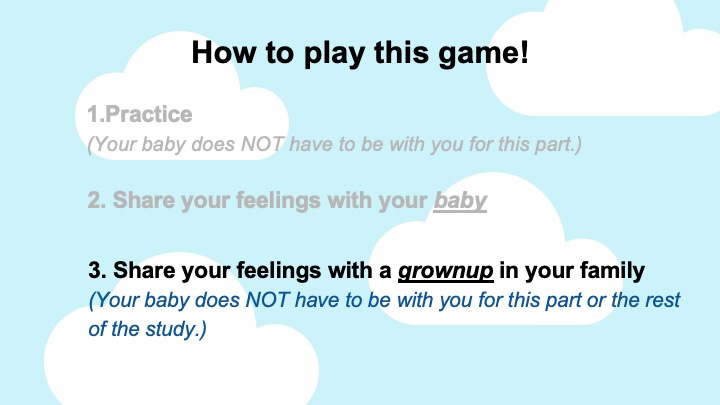 How to play this game!
1.Practice
(Your baby does NOT have to be with you for this part.)
2. Share your feelings with your baby
3. Share your feelings with a grownup in your family
(Your baby does NOT have to be with you for this part or the rest
of the study.)